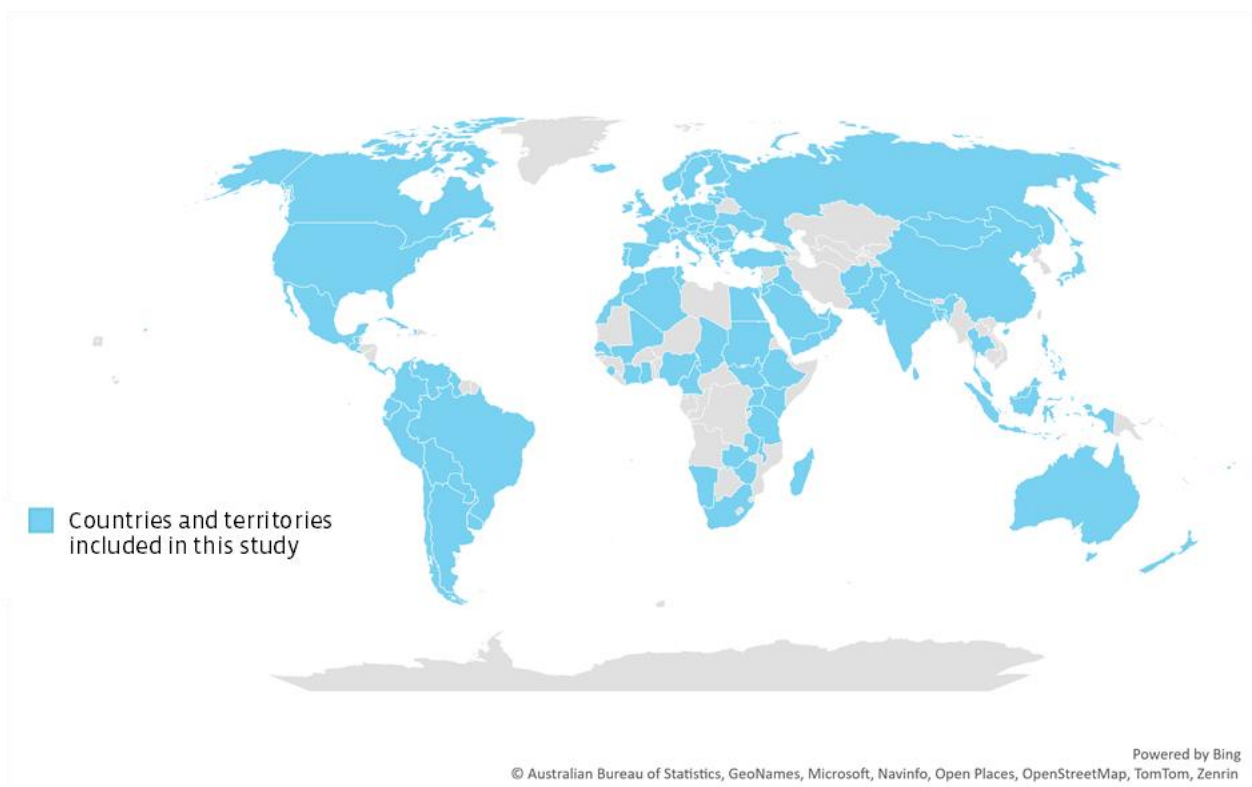 Countries and territories
included in this study
Powered by Bing
© Australian Bureau of Statistics, GeoNames, Microsoft, Navinfo, Open Places, OpenStreetMap, TomTom, Zenrin